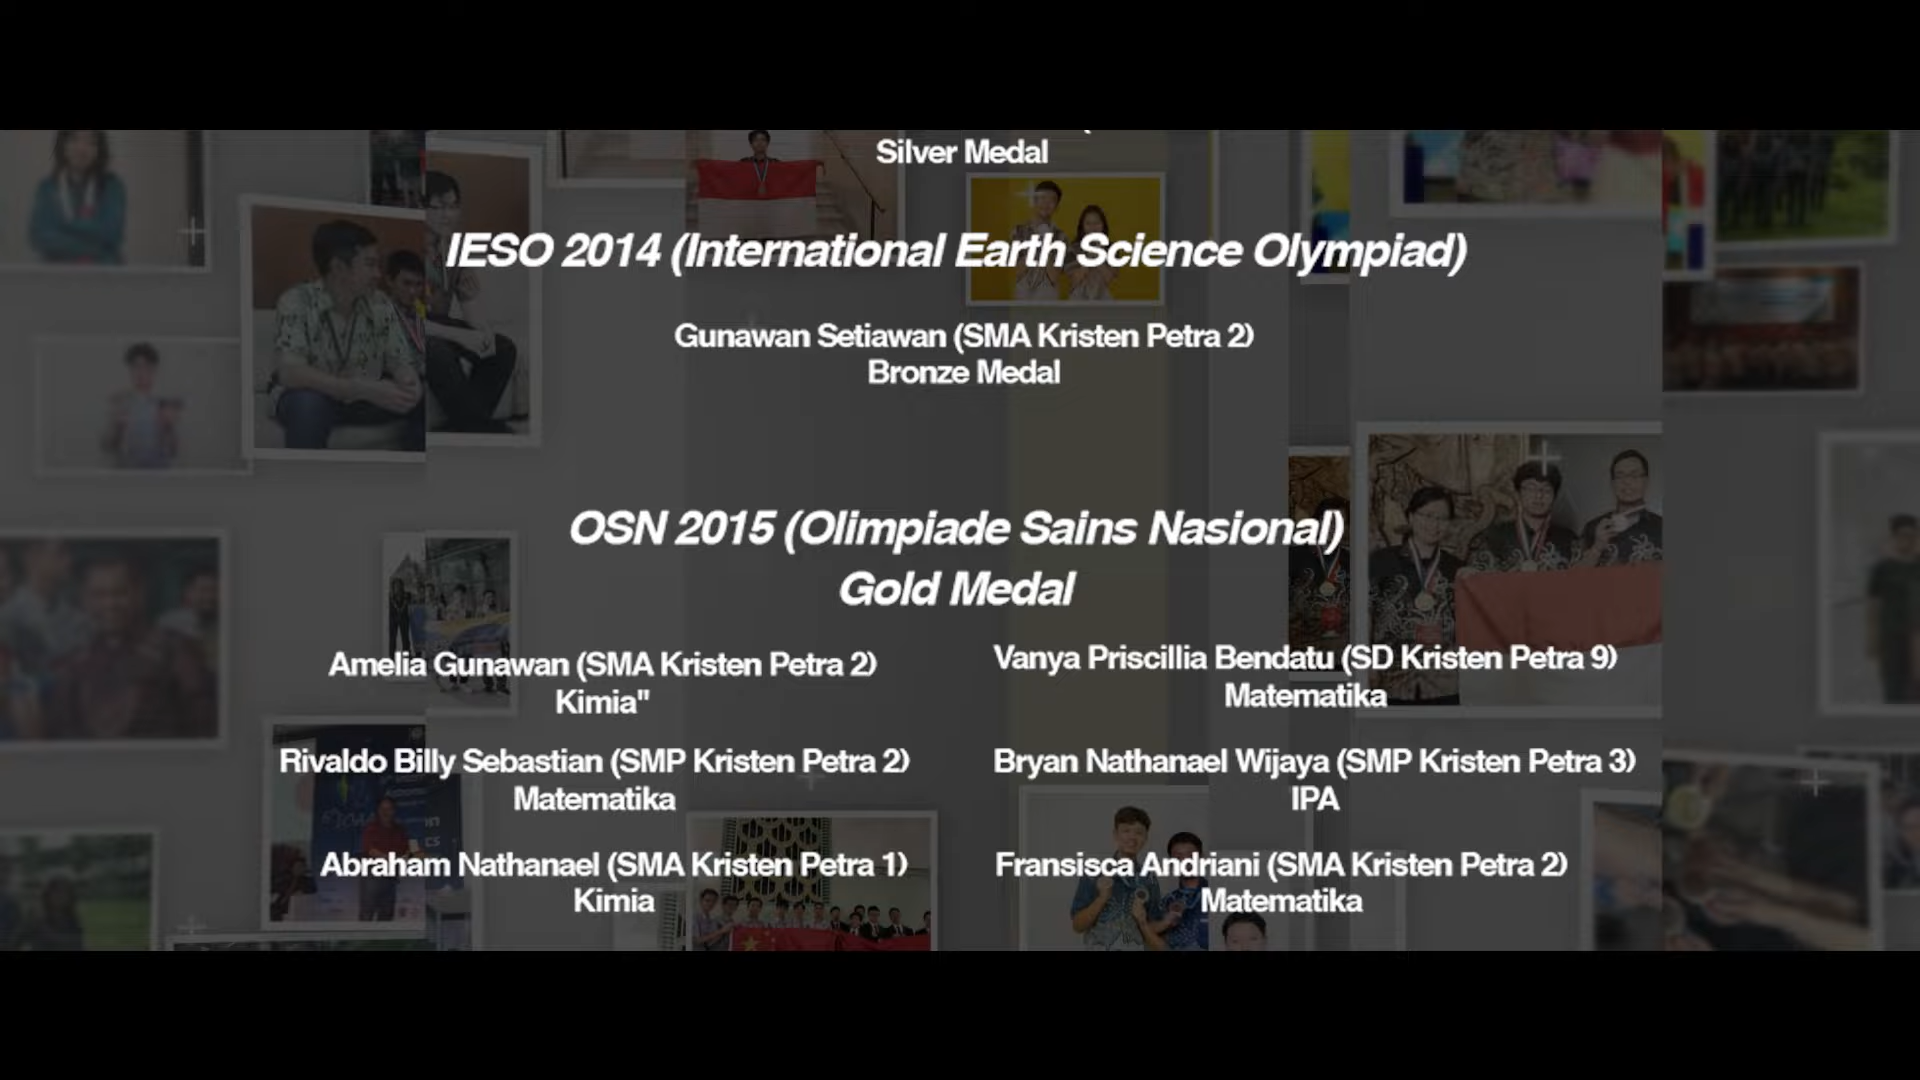 Silver Medal
IESO 2014 (International Earth Science Olympiad)
Gunawan Setiawan (SMA Kristen Petra 2)
Bronze Medal
OSN 2015 (Olimpiade Sains Nasional)
Gold Medal
Amelia Gunawan (SMA Kristen Petra 2)
Kimia"
Vanya Priscillia Bendatu (SD Kristen Petra 9)
Matematika
Rivaldo Billy Sebastian (SMP Kristen Petra 2)
Matematika
Bryan Nathanael Wijaya (SMP Kristen Petra 3)
IPA
Abraham Nathanael (SMA Kristen Petra 1)
Kimia
Fransisca Andriani (SMA Kristen Petra 2)
Matematika